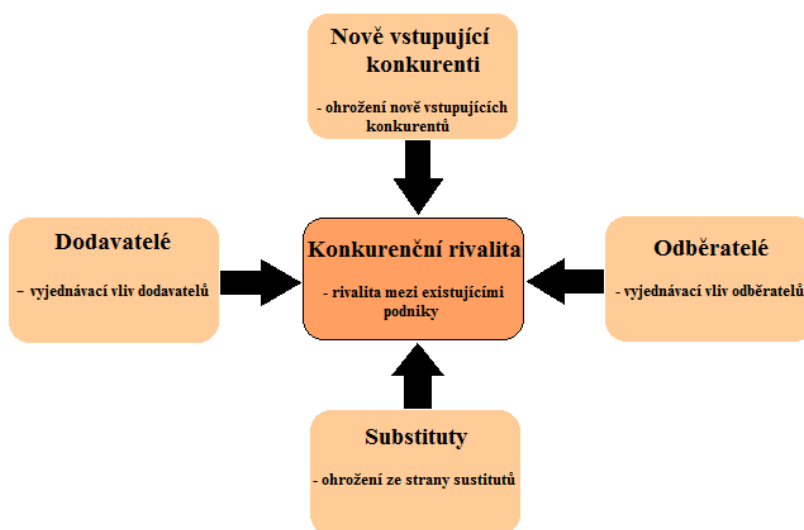 Nově vstupující
konkurenti
- ohrožení nově vstupujících
konkurentů
Dodavatelé
- vyjednávací vliv dodavatelů
Konkurenční rivalita
- rivalita mezi existujícími
podniky
Odběratelé
- vyjednávací vliv odběratelů
Substituty
- ohrožení ze strany sustitutů